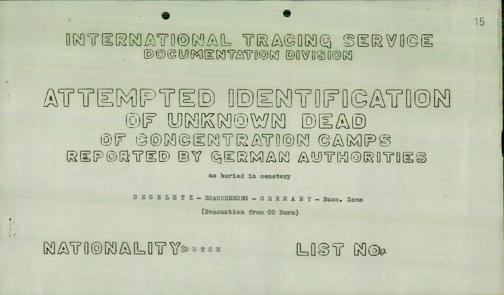 15
INTERNATIONAL TRACING SERVICE
DOCUMENTATION DIVISION
ATTEMPTED IDENTIFICATION
OF UNKNOWN DEAD
OF CONCENTRATION CAMPS
REPORTED BY GERMAN AUTHORITIES
as buried in cemetery
SEGELETZ - BRANDENBURG - GERMANY - Russ. Zone
(Evacuation from CC Dora)
NATIONALITY: DUTCH LIST No.